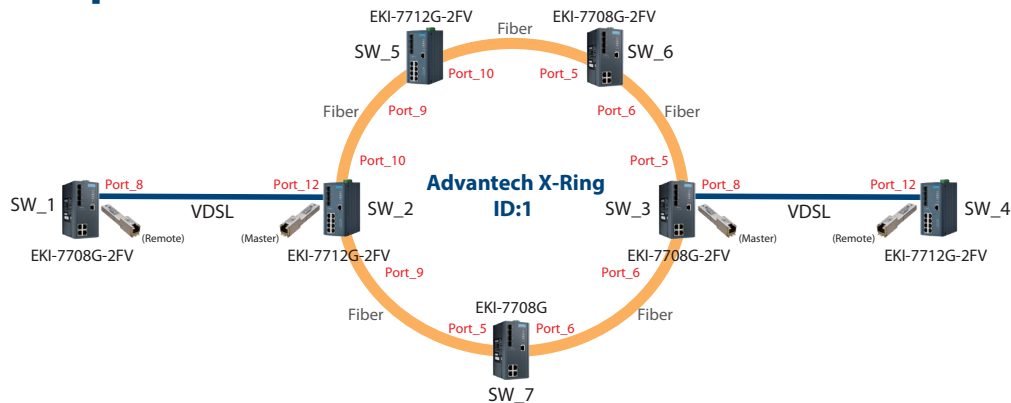 EKI-7712G-2FV
EKI-7708G-2FV
Fiber
SW_5
SW_6
Port_10
Port_5
Port_9
Port_6
Fiber
Fiber
Port_10
Port_5
Advantech X-Ring
ID:1
Port_8
Port_12
Port_8
Port_12
SW_1
VDSL
SW_2
SW_3
VDSL
SW_4
(Remote)
(Master)
(Master)
(Remote)
EKI-7708G-2FV
EKI-7712G-2FV
EKI-7708G-2FV
EKI-7712G-2FV
Port_9
Port_6
EKI-7708G
Fiber
Fiber
Port_5
Port_6
SW_7